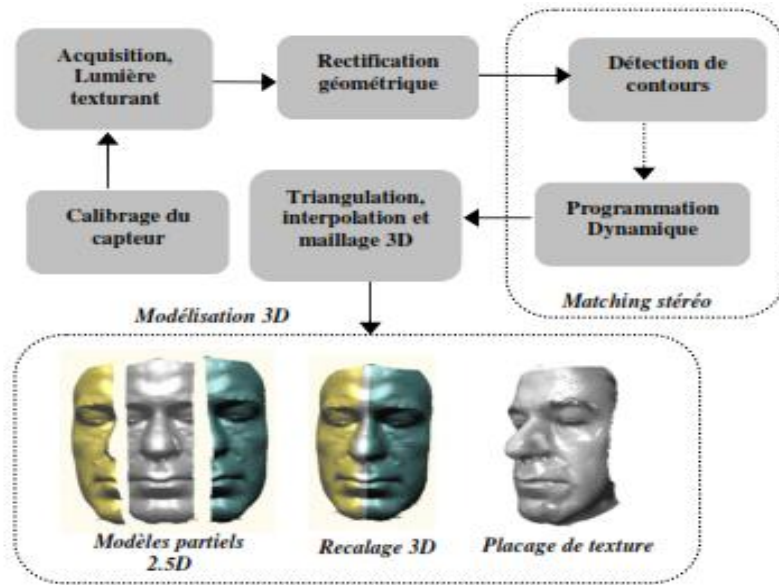 Acquisition,
Lumière
texturant
Rectification
géométrique
Détection de
contours
Calibrage du
capteur
Triangulation,
interpolation et
maillage 3D
Programmation
Dynamique
Matching stéréo
Modélisation 3D
Modèles partiels
2.5D
Recalage 3D
Placage de texture